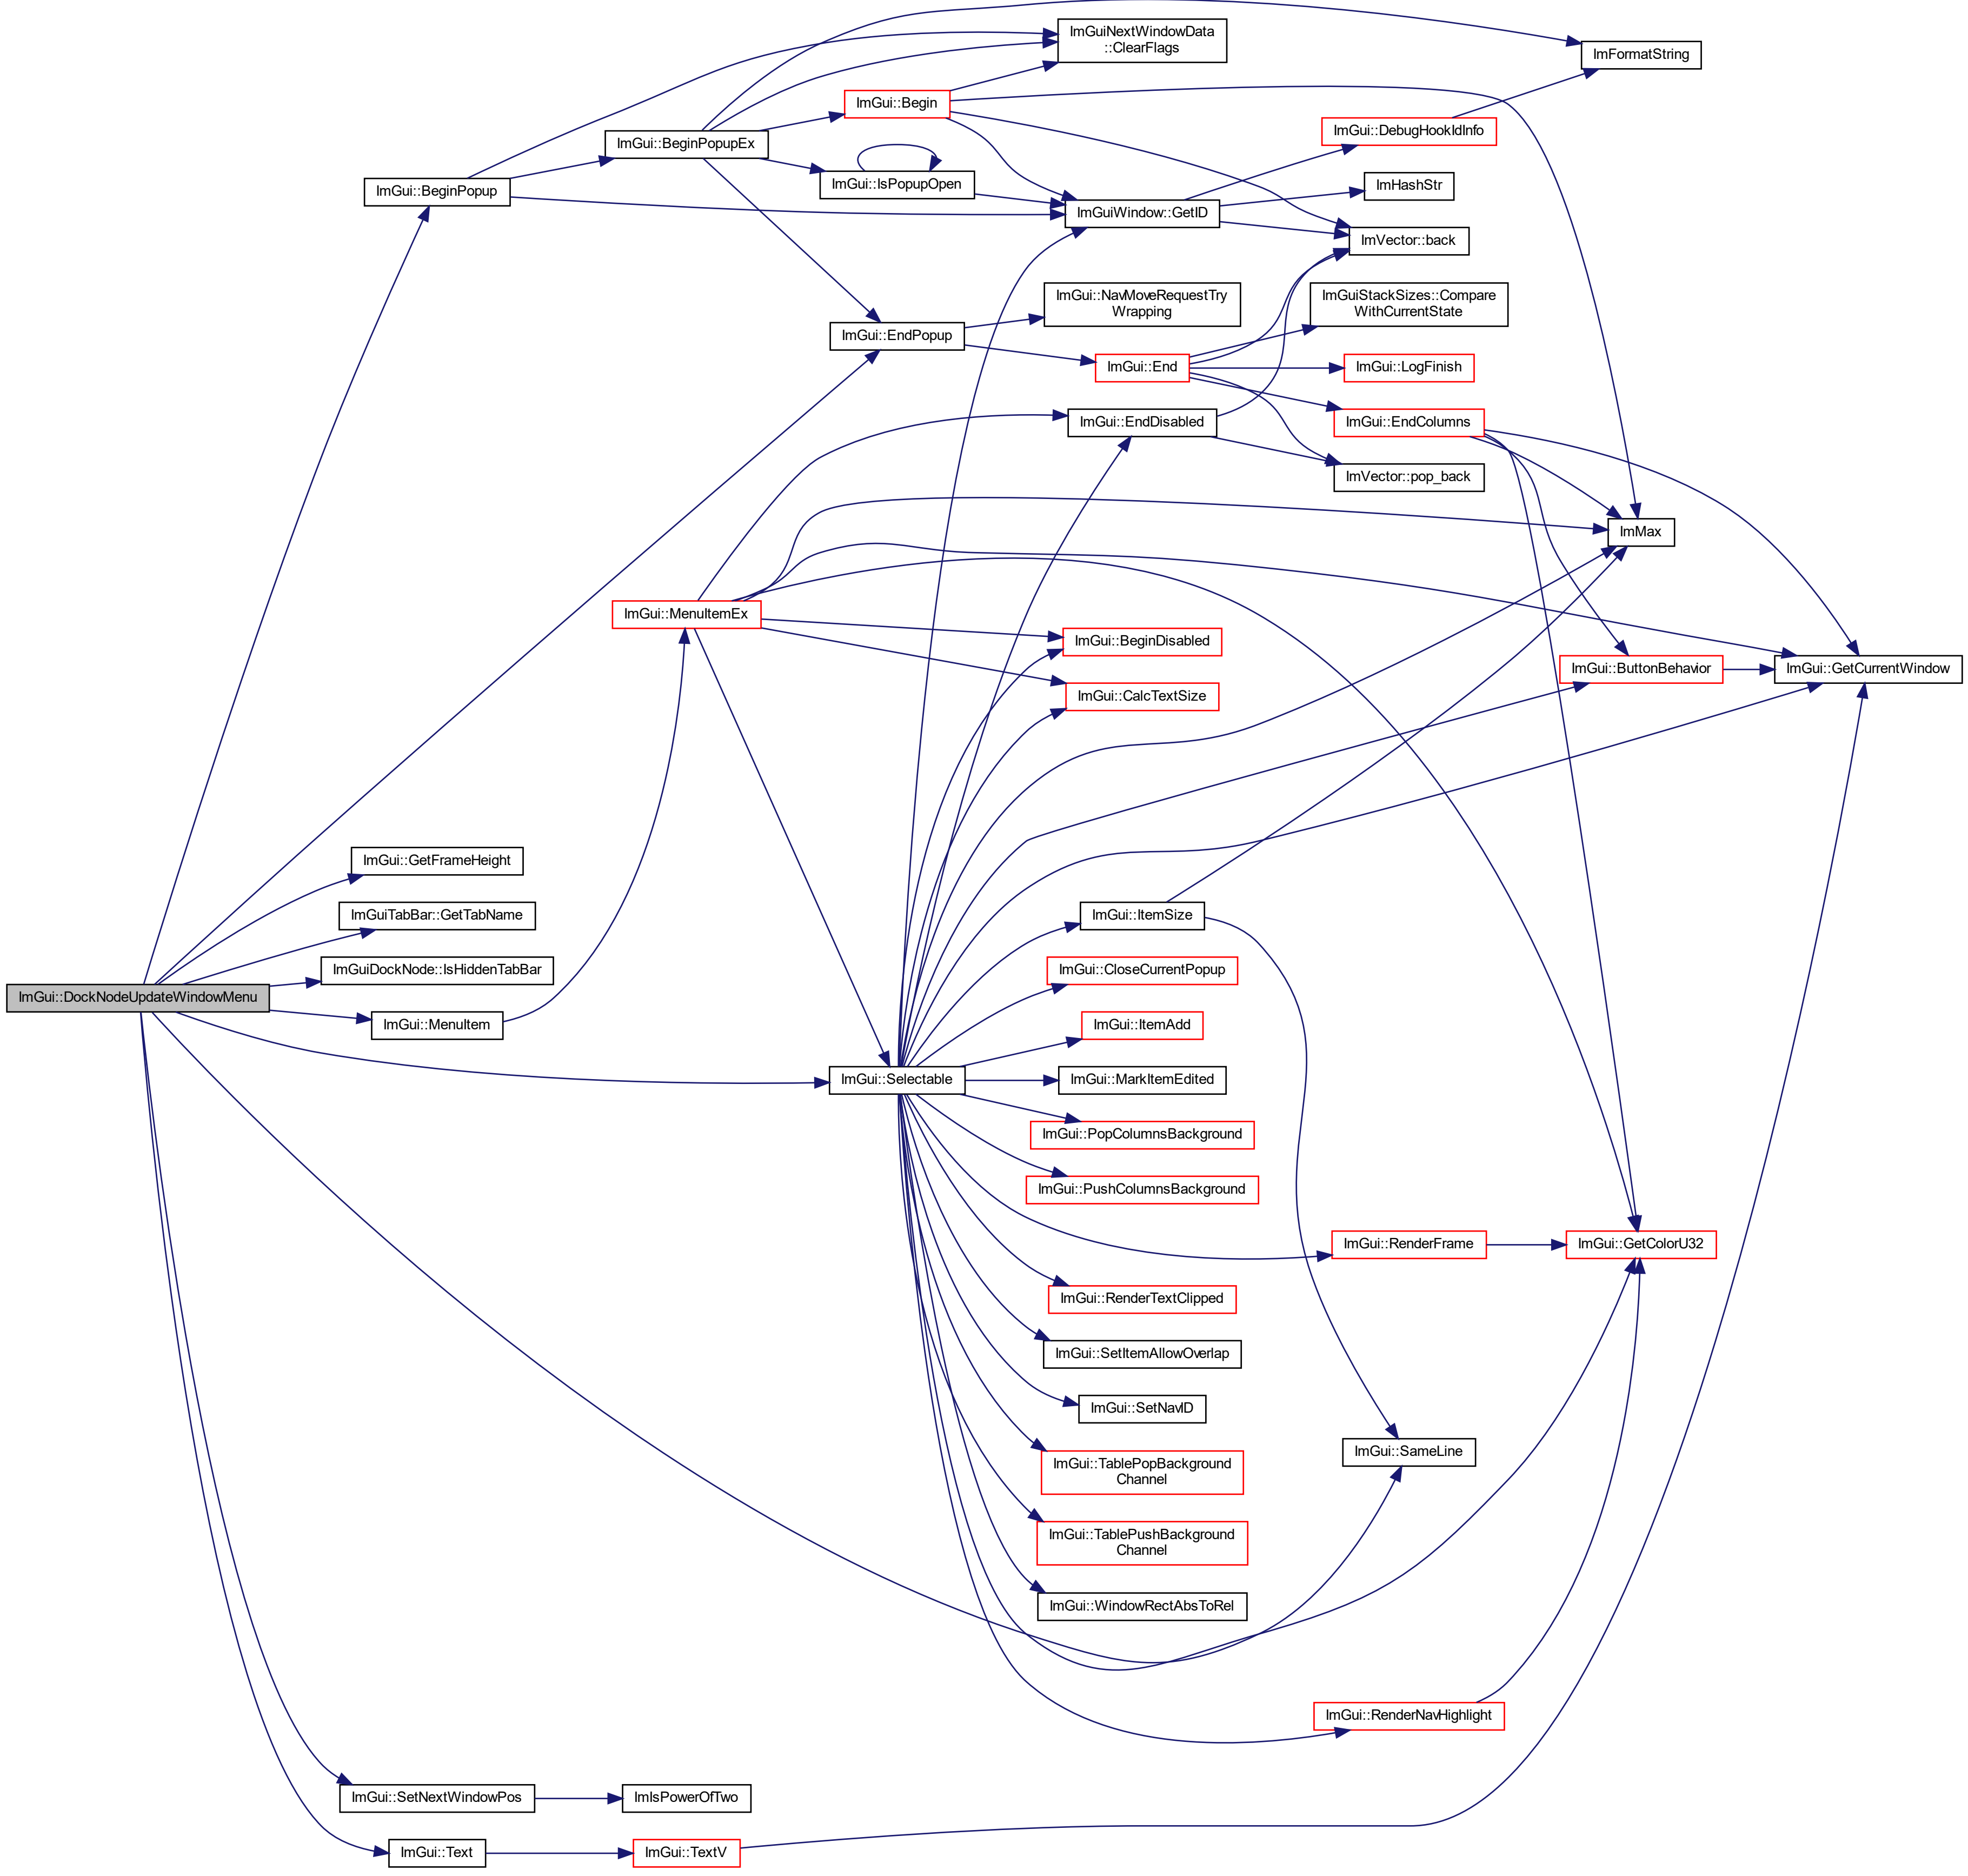 ImGuiNextWindowData
::ClearFlags
ImFormatString
ImGui::Begin
ImGui::DebugHookIdInfo
ImGui::BeginPopupEx
ImGui::IsPopupOpen
ImHashStr
ImGui::BeginPopup
ImGuiWindow::GetID
ImVector::back
ImGui::NavMoveRequestTry
Wrapping
ImGuiStackSizes::Compare
WithCurrentState
ImGui::EndPopup
ImGui::End
ImGui::LogFinish
ImGui::EndDisabled
ImGui::EndColumns
ImVector::pop_back
ImMax
ImGui::MenuItemEx
ImGui::BeginDisabled
ImGui::ButtonBehavior
ImGui::GetCurrentWindow
ImGui::CalcTextSize
ImGui::GetFrameHeight
ImGuiTabBar::GetTabName
ImGui::ItemSize
ImGuiDockNode::IsHiddenTabBar
ImGui::CloseCurrentPopup
ImGui::DockNodeUpdateWindowMenu
ImGui::MenuItem
ImGui::ItemAdd
ImGui::Selectable
ImGui::MarkItemEdited
ImGui::PopColumnsBackground
ImGui::PushColumnsBackground
ImGui::RenderFrame
ImGui::GetColorU32
ImGui::RenderTextClipped
ImGui::SetItemAllowOverlap
ImGui::SetNavID
ImGui::SameLine
ImGui::TablePopBackground
Channel
ImGui::TablePushBackground
Channel
ImGui::WindowRectAbsToRel
ImGui::RenderNavHighlight
ImGui::SetNextWindowPos
ImIsPowerOfTwo
ImGui::Text
ImGui::TextV